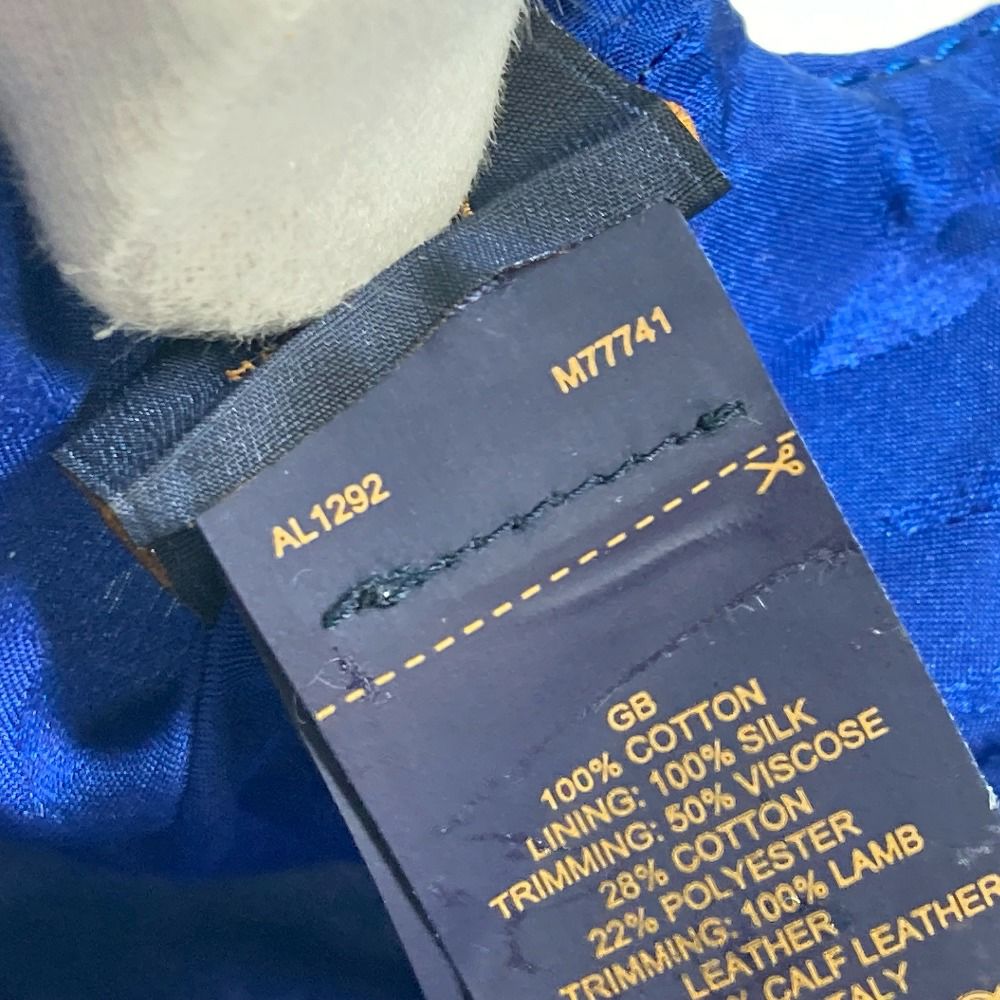 M77741
AL1292
GB
100% COTTON
LINING: 100% SILK
TRIMMING: 50% VISCOSE
28% COTTON
22% POLYESTER
TRIMMING: 100% LAMB
LEATHER
% CALF LEATHER